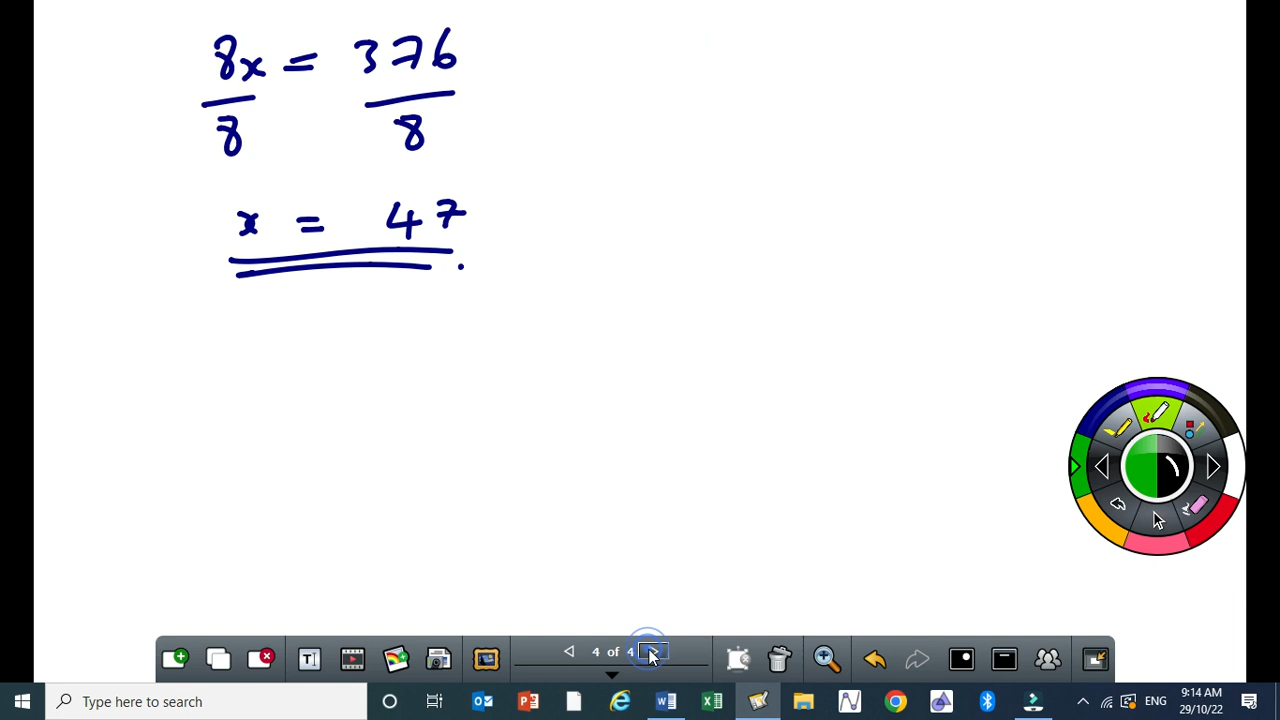 8x = 376
8 8
x = 47.
4 of 4
Type here to search
ENG
9:14 AM
29/10/22